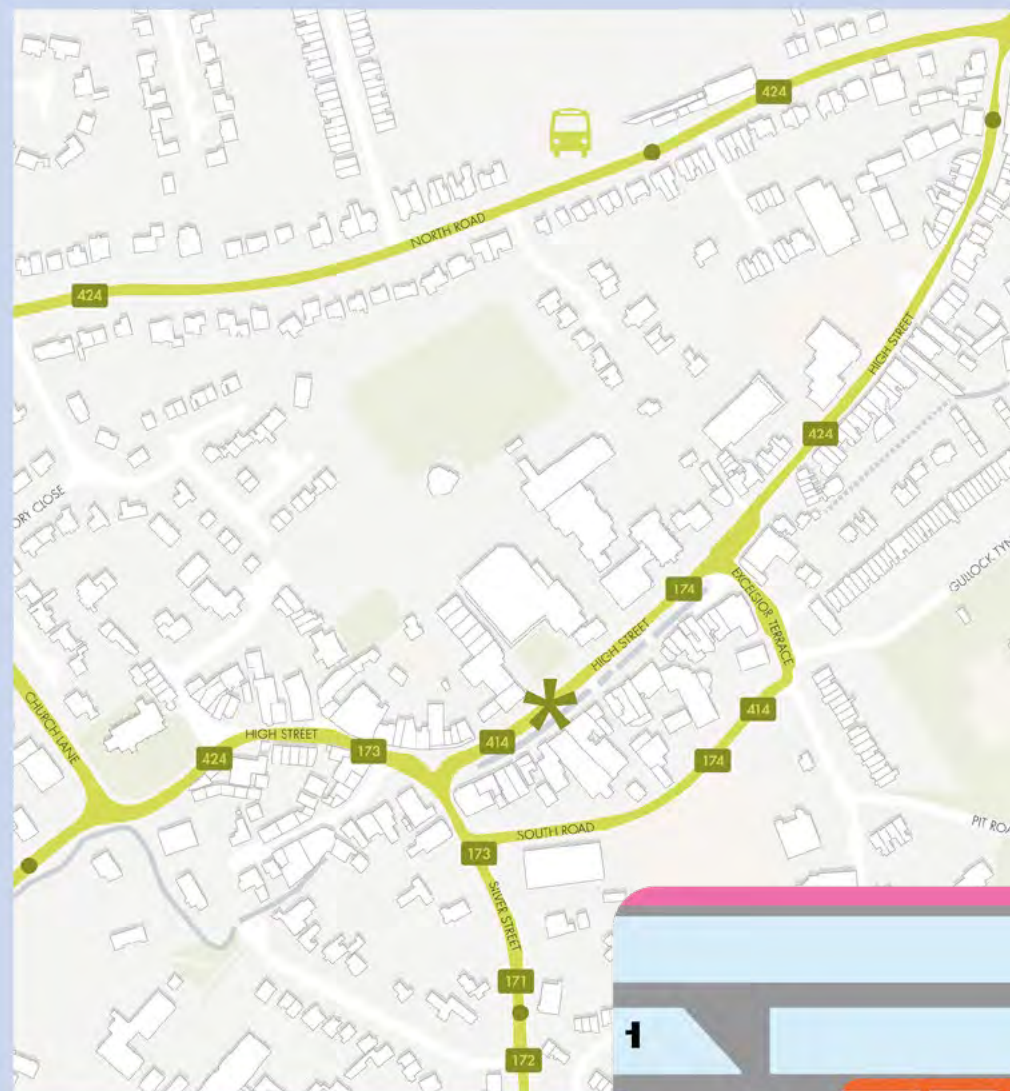 424
NORTH ROAD
424
HIGH STREET
424
ORY CLOSE
174
EXCELSIOR TERRACE
GULLOCK TYN
HIGH STREET
414
CHURCH LANE
HIGH STREET
414
173
424
174
SOUTH ROAD
PIT ROA
173
SILVER STREET
171
172